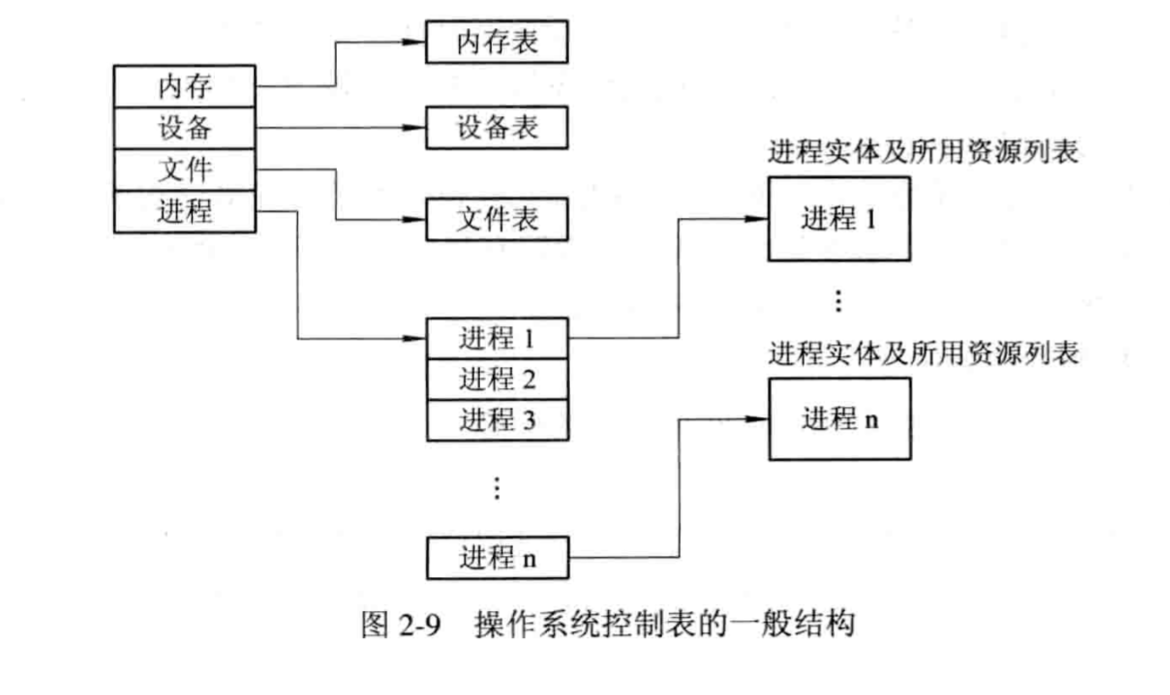 内存
设备
文件
进程
内存表
设备表
文件表
进程 1
进程 2
进程 3
⋮
进程 n
进程实体及所用资源列表
进程 1
⋮
进程实体及所用资源列表
进程 n
图 2-9 操作系统控制表的一般结构